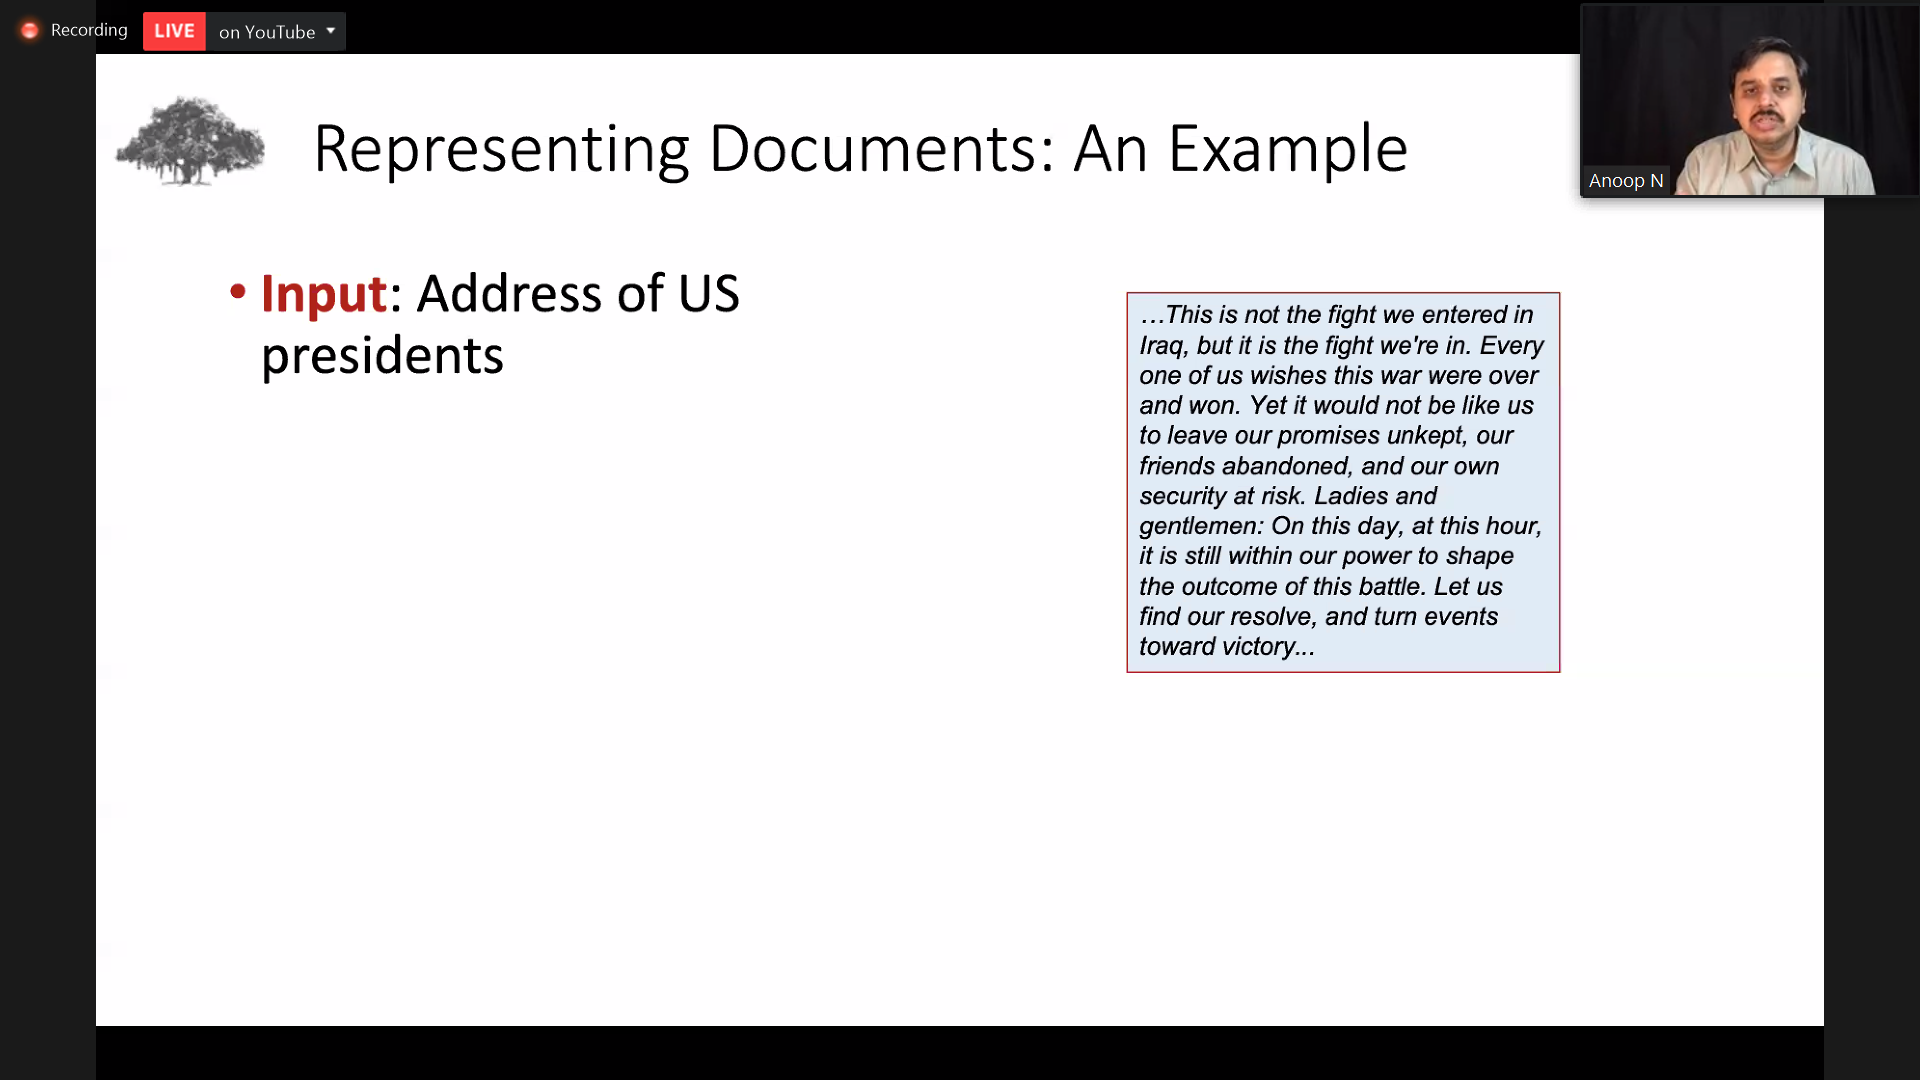 Recording
LIVE on YouTube
Anoop N
Representing Documents: An Example
• Input: Address of US
presidents
…This is not the fight we entered in
Iraq, but it is the fight we're in. Every
one of us wishes this war were over
and won. Yet it would not be like us
to leave our promises unkept, our
friends abandoned, and our own
security at risk. Ladies and
gentlemen: On this day, at this hour,
it is still within our power to shape
the outcome of this battle. Let us
find our resolve, and turn events
toward victory...